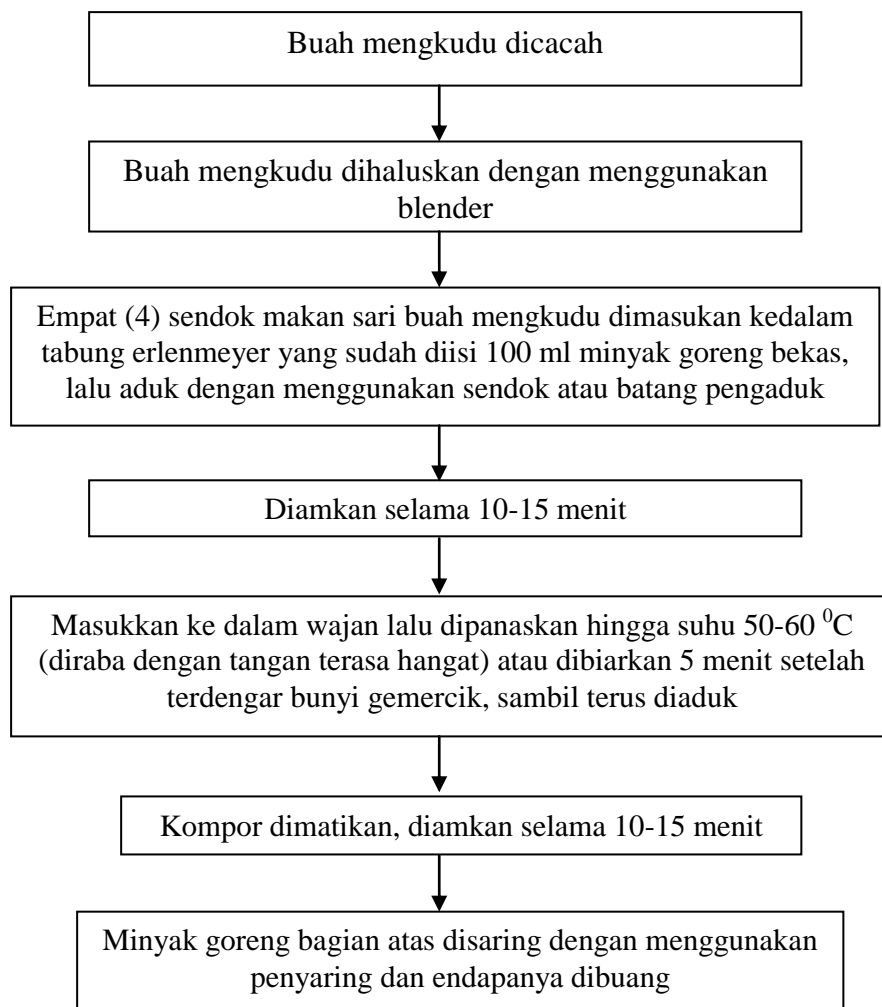 Buah mengkudu dicacah
Buah mengkudu dihaluskan dengan menggunakan
blender
Empat (4) sendok makan sari buah mengkudu dimasukan kedalam
tabung erlenmeyer yang sudah diisi 100 ml minyak goreng bekas,
lalu aduk dengan menggunakan sendok atau batang pengaduk
Diamkan selama 10-15 menit
Masukkan ke dalam wajan lalu dipanaskan hingga suhu 50-60 ⁰C
(diraba dengan tangan terasa hangat) atau dibiarkan 5 menit setelah
terdengar bunyi gemercik, sambil terus diaduk
Kompor dimatikan, diamkan selama 10-15 menit
Minyak goreng bagian atas disaring dengan menggunakan
penyaring dan endapanya dibuang